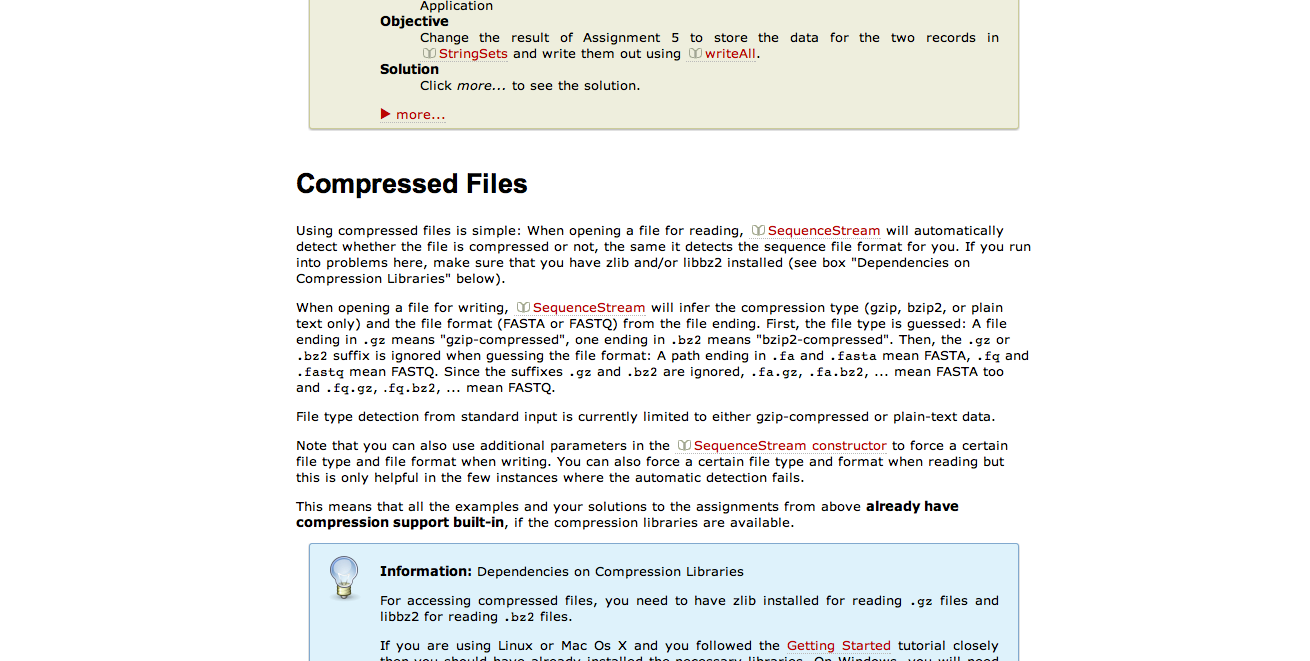 Application
Objective
Change the result of Assignment 5 to store the data for the two records in
StringSets and write them out using writeAll.
Solution
Click more... to see the solution.
more...
Compressed Files
Using compressed files is simple: When opening a file for reading, SequenceStream will automatically
detect whether the file is compressed or not, the same it detects the sequence file format for you. If you run
into problems here, make sure that you have zlib and/or libbz2 installed (see box "Dependencies on
Compression Libraries" below).
When opening a file for writing, SequenceStream will infer the compression type (gzip, bzip2, or plain
text only) and the file format (FASTA or FASTQ) from the file ending. First, the file type is guessed: A file
ending in .gz means "gzip-compressed", one ending in .bz2 means "bzip2-compressed". Then, the .gz or
.bz2 suffix is ignored when guessing the file format: A path ending in .fa and .fasta mean FASTA, .fq and
.fastq mean FASTQ. Since the suffixes .gz and .bz2 are ignored, .fa.gz, .fa.bz2, ... mean FASTA too
and .fq.gz, .fq.bz2, ... mean FASTQ.
File type detection from standard input is currently limited to either gzip-compressed or plain-text data.
Note that you can also use additional parameters in the SequenceStream constructor to force a certain
file type and file format when writing. You can also force a certain file type and format when reading but
this is only helpful in the few instances where the automatic detection fails.
This means that all the examples and your solutions to the assignments from above already have
compression support built-in, if the compression libraries are available.
Information: Dependencies on Compression Libraries
For accessing compressed files, you need to have zlib installed for reading .gz files and
libbz2 for reading .bz2 files.
If you are using Linux or Mac Os X and you followed the Getting Started tutorial closely
then you should have already installed the necessary libraries. On Windows, you will need